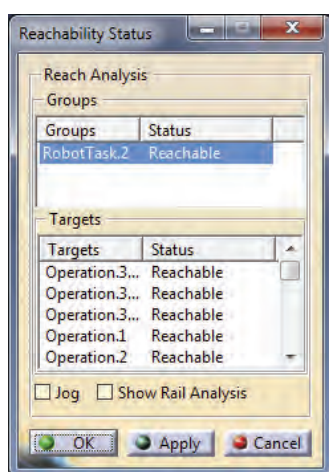 Reachability Status
Reach Analysis
Groups
Groups Status
RobotTask.2 Reachable
Targets
Targets Status
Operation.3... Reachable
Operation.3... Reachable
Operation.3... Reachable
Operation.1 Reachable
Operation.2 Reachable
Jog Show Rail Analysis
OK Apply Cancel